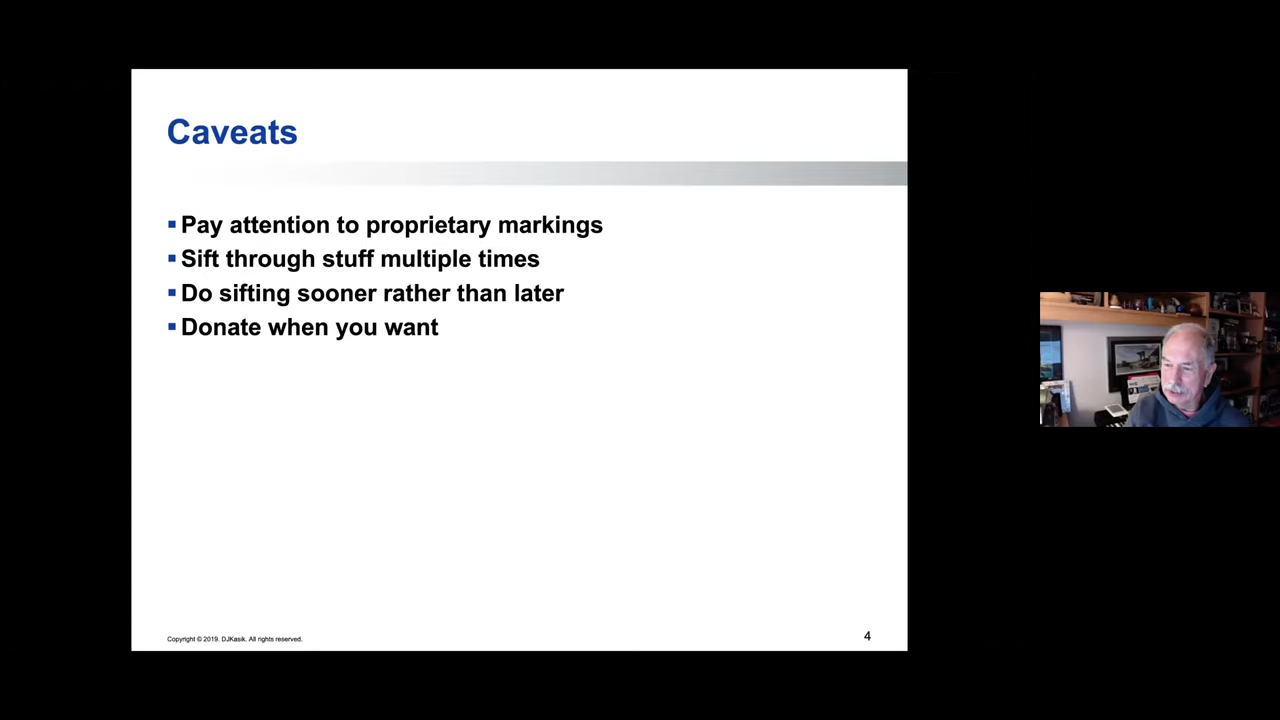 Caveats
▪Pay attention to proprietary markings
▪Sift through stuff multiple times
▪Do sifting sooner rather than later
▪Donate when you want
Copyright © 2019. DJKasik. All rights reserved.
4